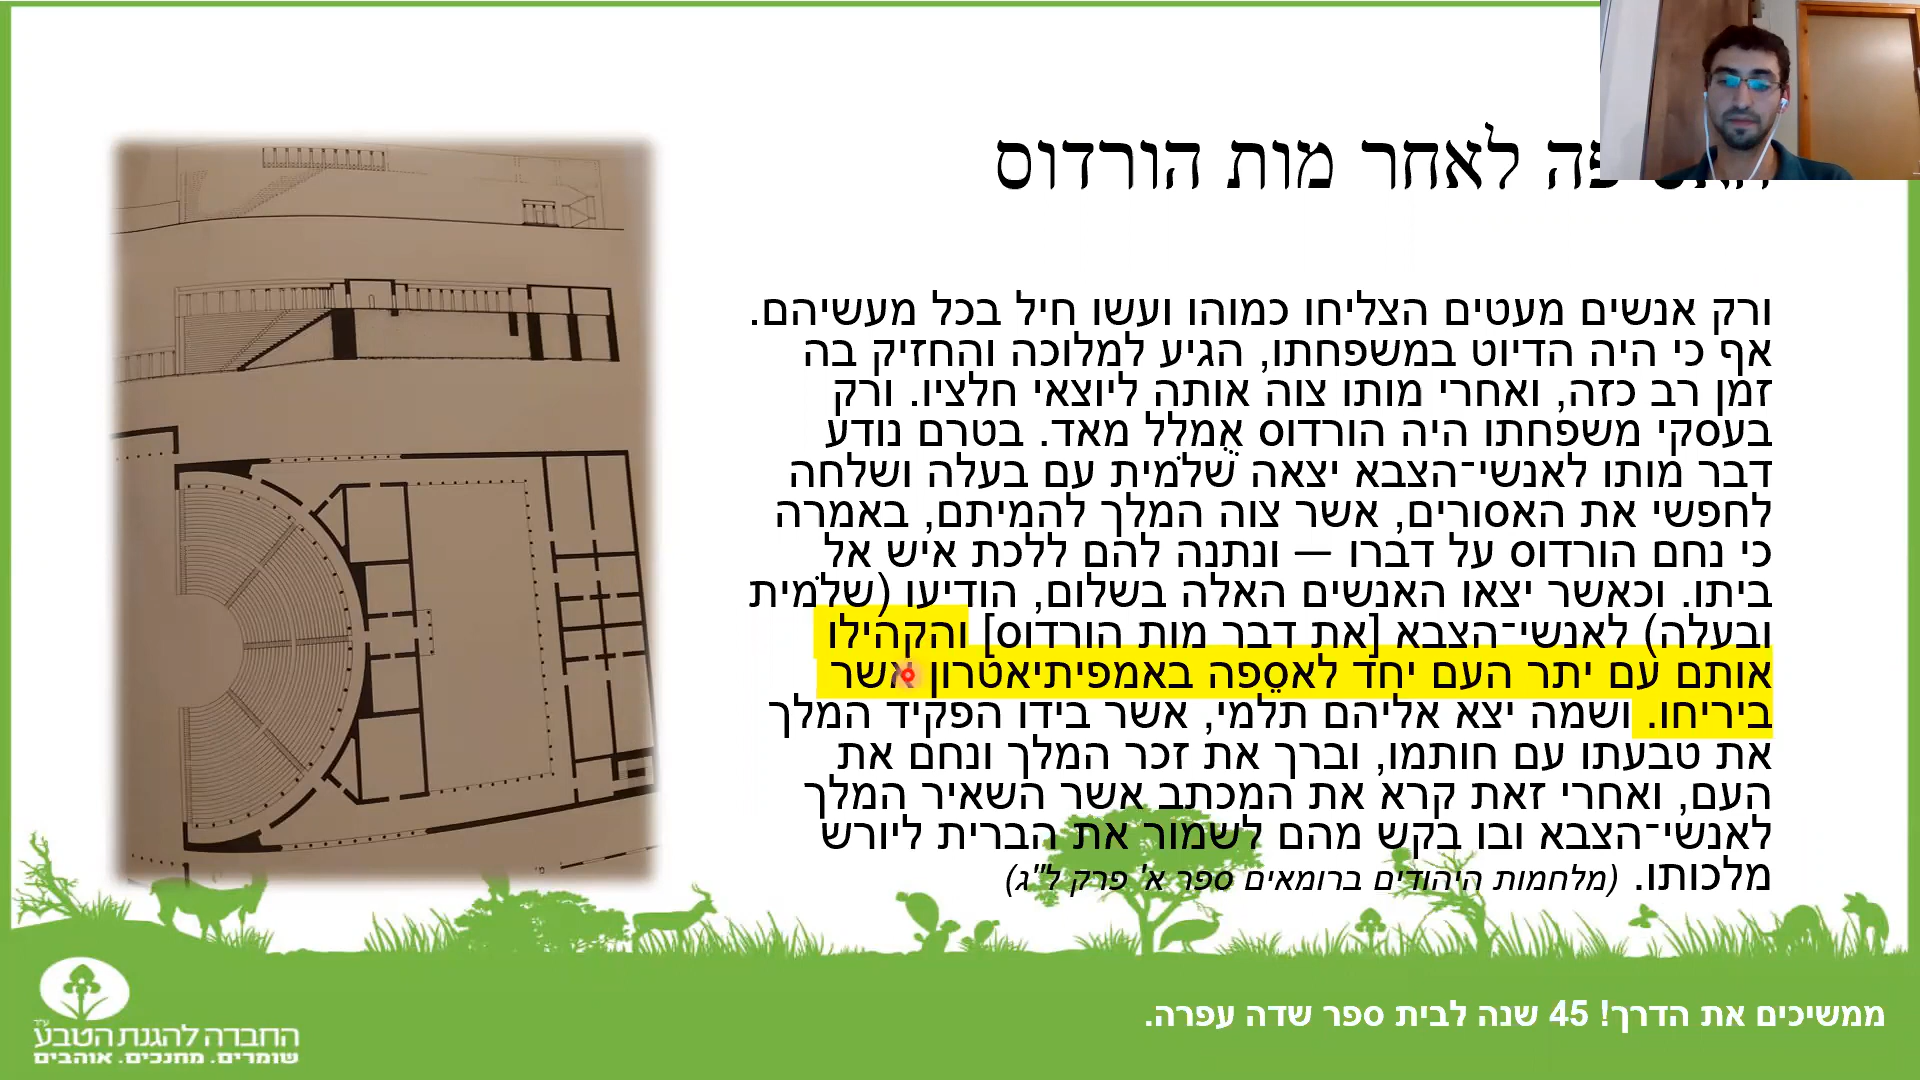 לאחר מות הורדוס
ורק אנשים מעטים הצליחו כמוהו ועשו חיל בכל מעשיהם.
אף כי היה הדיוט במשפחתו, הגיע למלוכה והחזיק בה
זמן רב כזה, ואחרי מותו צוה אותה ליוצאי חלציו. ורק
בעסקי משפחתו היה הורדוס אֻמלל מאד. בטרם נודע
דבר מותו לאנשי־הצבא יצאה שלֹמית עם בעלה ושלחה
לחפשי את האסורים, אשר צוה המלך להמיתם, באמרה
כי נחם הורדוס על דברו — ונתנה להם ללכת איש אל
ביתו. וכאשר יצאו האנשים האלה בשלום, הודיעו (שלֹמית
ובעלה) לאנשי־הצבא [את דבר מות הורדוס] והקהילו
אותם עם יתר העם יחד לאסֵפה באמפיתיאטרון אשר
ביריחו. ושמה יצא אליהם תלמי, אשר בידו הפקיד המלך
את טבעתו עם חותמו, וברך את זכר המלך ונחם את
העם, ואחרי זאת קרא את המכתב אשר השאיר המלך
לאנשי־הצבא ובו בקש מהם לשמור את הברית ליורש
מלכותו. (מלחמות היהודים ברומאים ספר א' פרק ל"ג)
ממשיכים את הדרך! 45 שנה לבית ספר שדה עפרה.
החברה להגנת הטבע ע"ר
שומרים. מחנכים. אוהבים